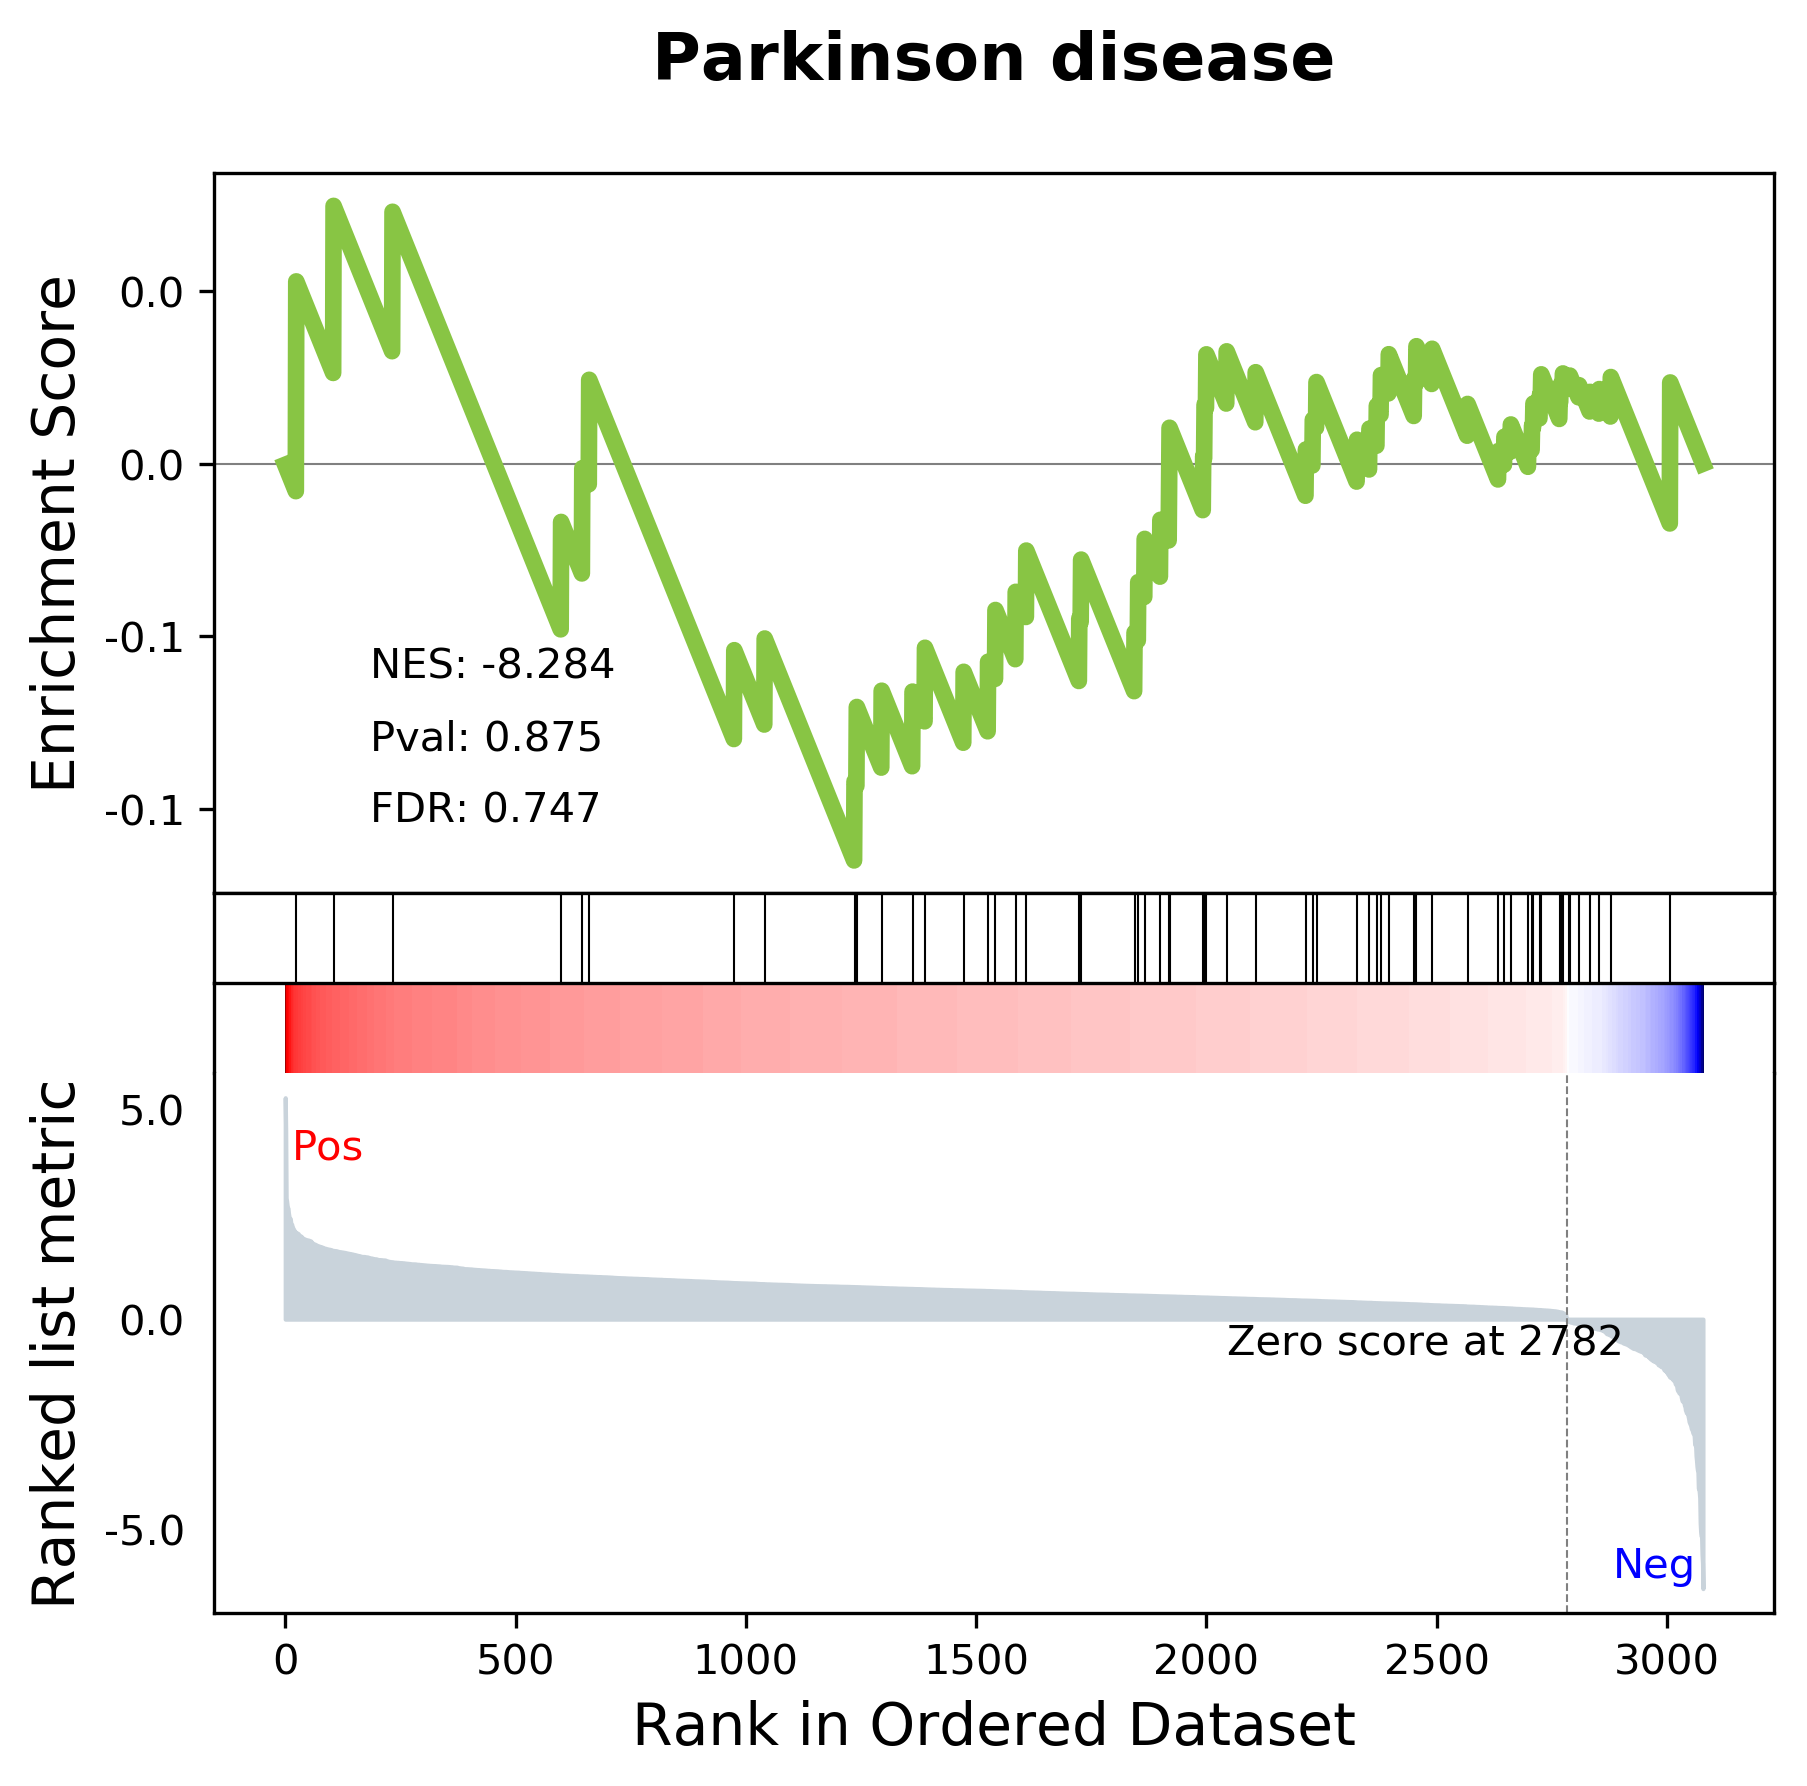 Parkinson disease
Enrichment Score
0.0
0.0
-0.1
-0.1
NES: -8.284
Pval: 0.875
FDR: 0.747
Ranked list metric
5.0
0.0
-5.0
Pos
Zero score at 2782
Neg
0 500 1000 1500 2000 2500 3000
Rank in Ordered Dataset